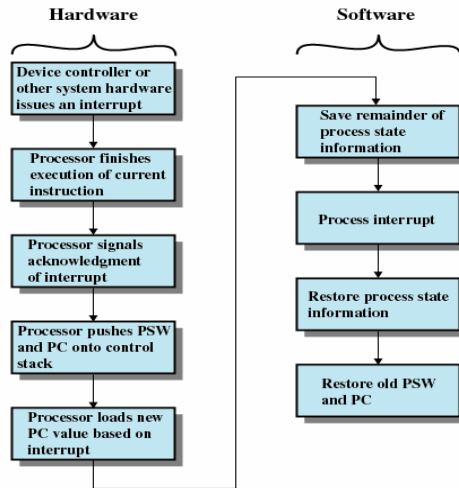 Hardware
Device controller or
other system hardware
issues an interrupt
Processor finishes
execution of current
instruction
Processor signals
acknowledgment
of interrupt
Processor pushes PSW
and PC onto control
stack
Processor loads new
PC value based on
interrupt
Software
Save remainder of
process state
information
Process interrupt
Restore process state
information
Restore old PSW
and PC